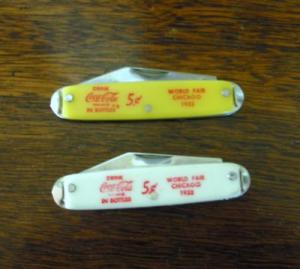 DRINK
Coca-Cola 5¢
IN BOTTLES
WORLD FAIR
CHICAGO
1933
DRINK
Coca-Cola 5¢
IN BOTTLES
WORLD FAIR
CHICAGO
1933